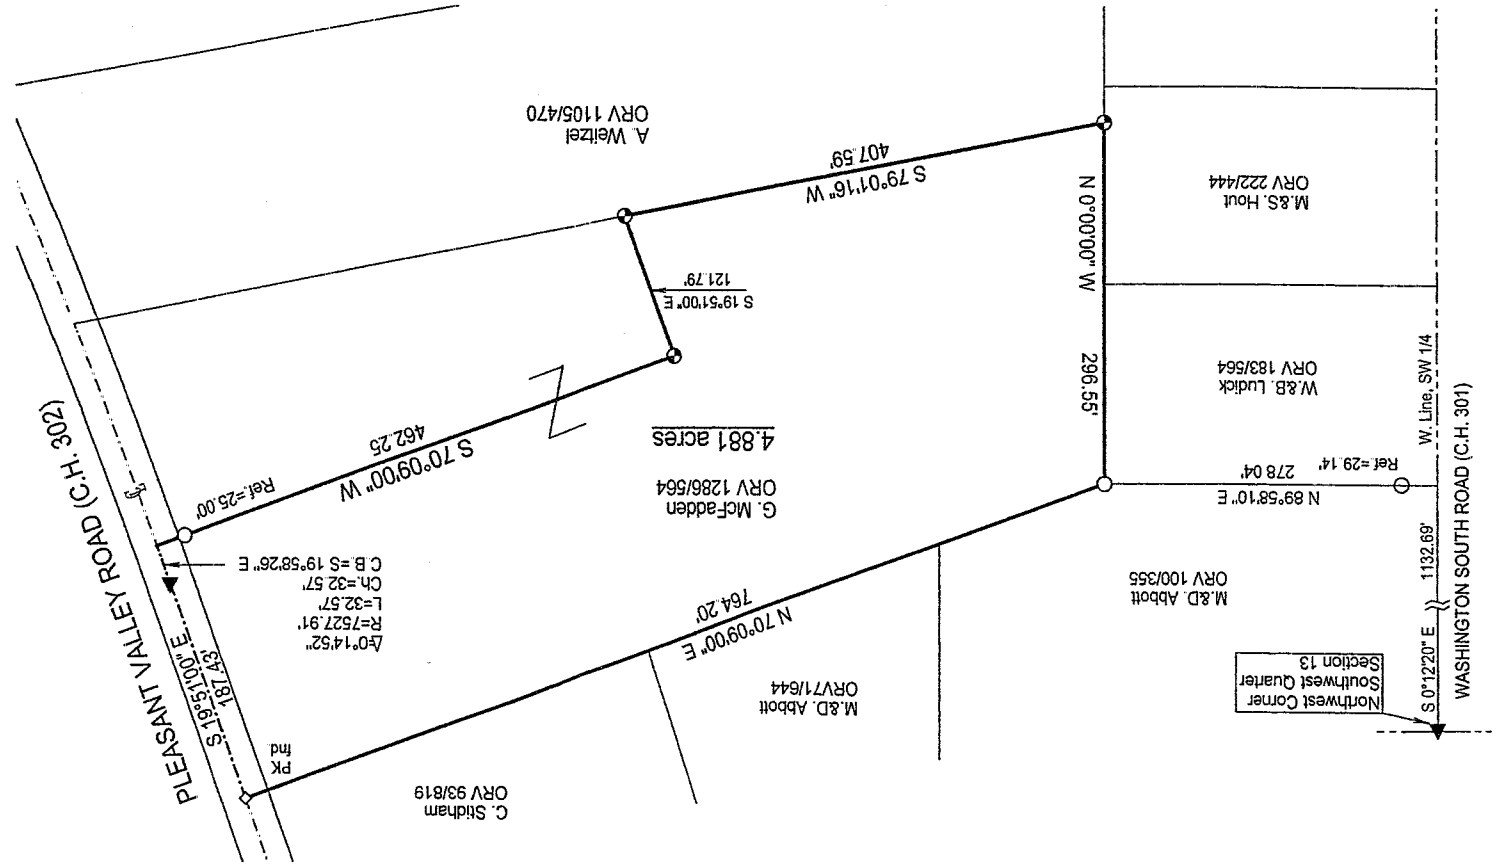 A. Weitzel
ORV 1105/470
S 79°01'16" W
407.59'
N 0°00'00" W
296.55'
M.&S. Hout
ORV 222/444
W.&B. Ludick
ORV 183/564
W. Line, SW 1/4
WASHINGTON SOUTH ROAD (C.H. 301)
S 19°51'00" E
121.79'
S 70°09'00" W
462.25
Ref.=25.00'
4.881 acres
G. McFadden
ORV 1286/564
N 89°58'10" E
278.04'
Ref.=29.14'
S 0°12'20" E
1132.69'
Northwest Corner
Southwest Quarter
Section 13
M.&D. Abbott
ORV 100/355
M.&D. Abbott
ORV71/644
N 70°09'00" E
764.20'
Δ=0°14'52"
R=7527.91'
L=32.57'
Ch.=32.57'
C.B.=S 19°58'26" E
PLEASANT VALLEY ROAD (C.H. 302)
S 19°51'00" E
187.43'
PK
fnd.
C. Stidham
ORV 93/819